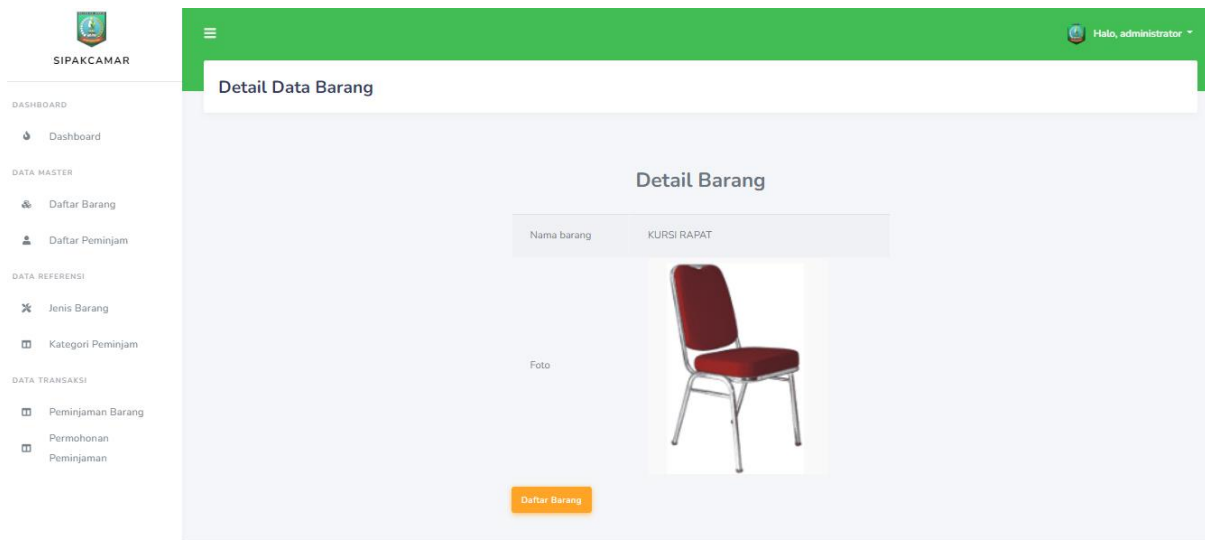 SIPAKCAMAR
DASHBOARD
Dashboard
DATA MASTER
Daftar Barang
Daftar Peminjam
DATA REFERENSI
Jenis Barang
Kategori Peminjam
DATA TRANSAKSI
Peminjaman Barang
Permohonan
Peminjaman
Halo, administrator
Detail Data Barang
Detail Barang
Nama barang KURSI RAPAT
Foto
Daftar Barang